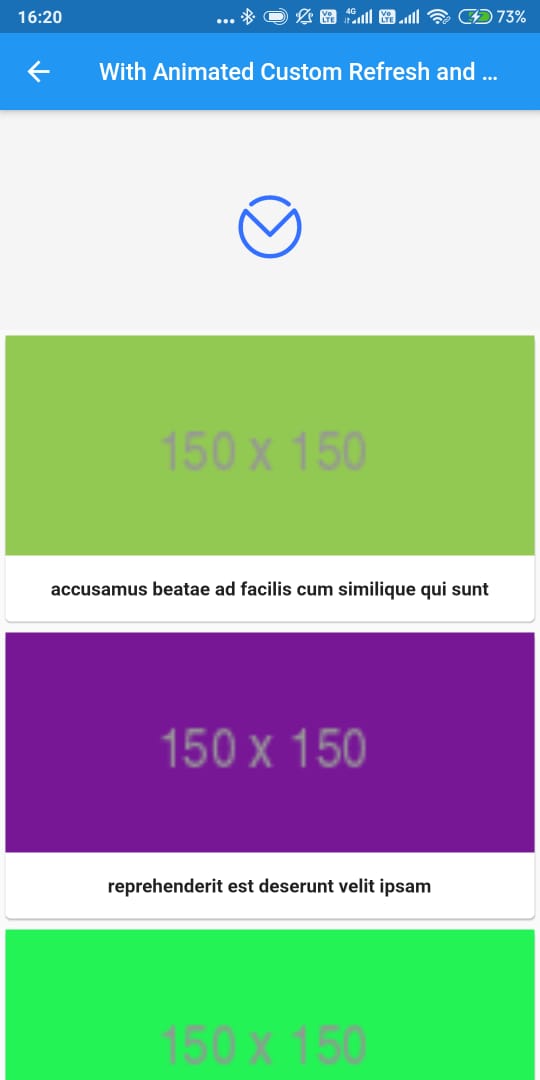 16:20
Vo LTE 4G Vo LTE 73%
With Animated Custom Refresh and ...
150 x 150
accusamus beatae ad facilis cum similique qui sunt
150 x 150
reprehenderit est deserunt velit ipsam
150 x 150